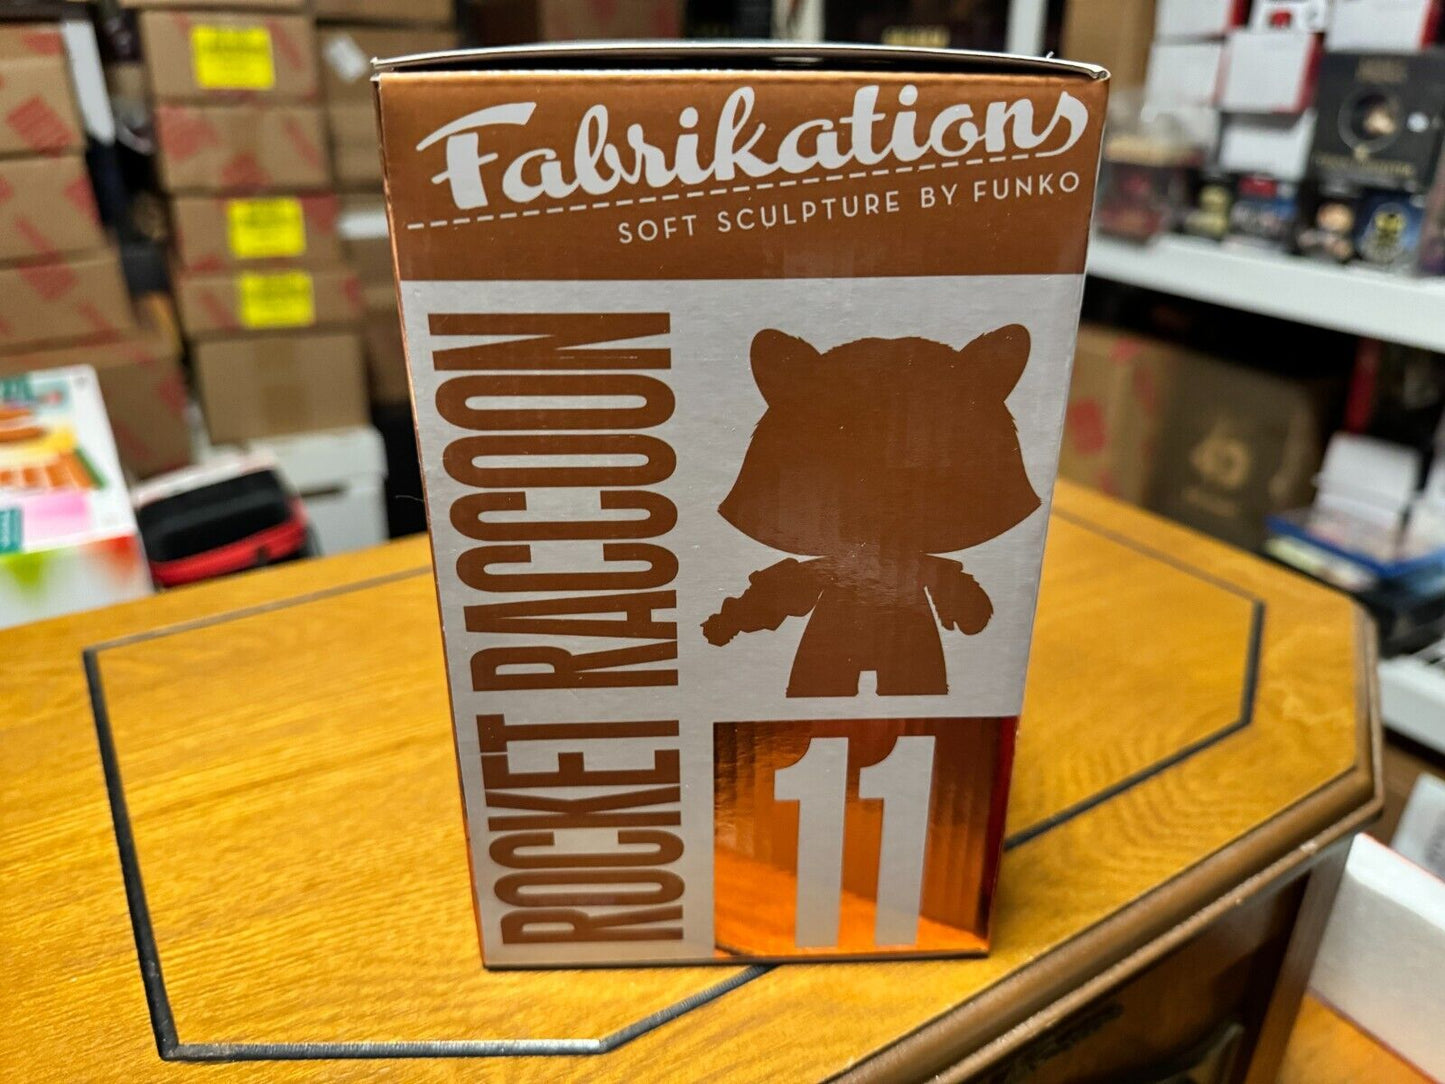 Fabrikations
SOFT SCULPTURE BY FUNKO
ROCKET RACCOON
11